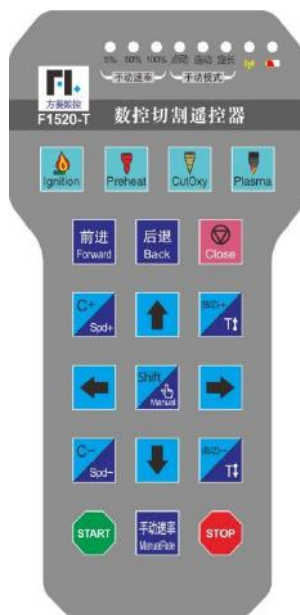 5% 50% 100% 点动 连动 定长
手动速率 手动模式
方菱数控
F1520-T 数控切割遥控器
Ignition Preheat CutOxy Plasma
前进 后退
Forward Back Close
C+
Spd+
Shift
Manual
C-
Spd-
START 手动速率 STOP
ManualRate